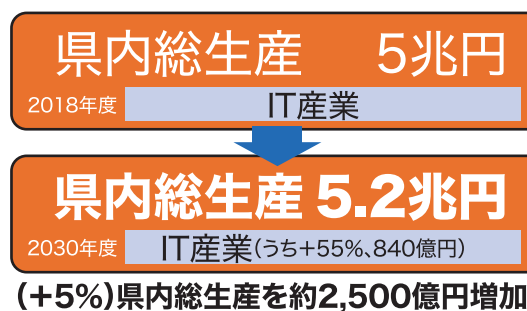 県内総生産 5兆円
2018年度 IT産業
県内総生産 5.2兆円
2030年度 IT産業(うち+55%、840億円)
(+5%)県内総生産を約2,500億円増加